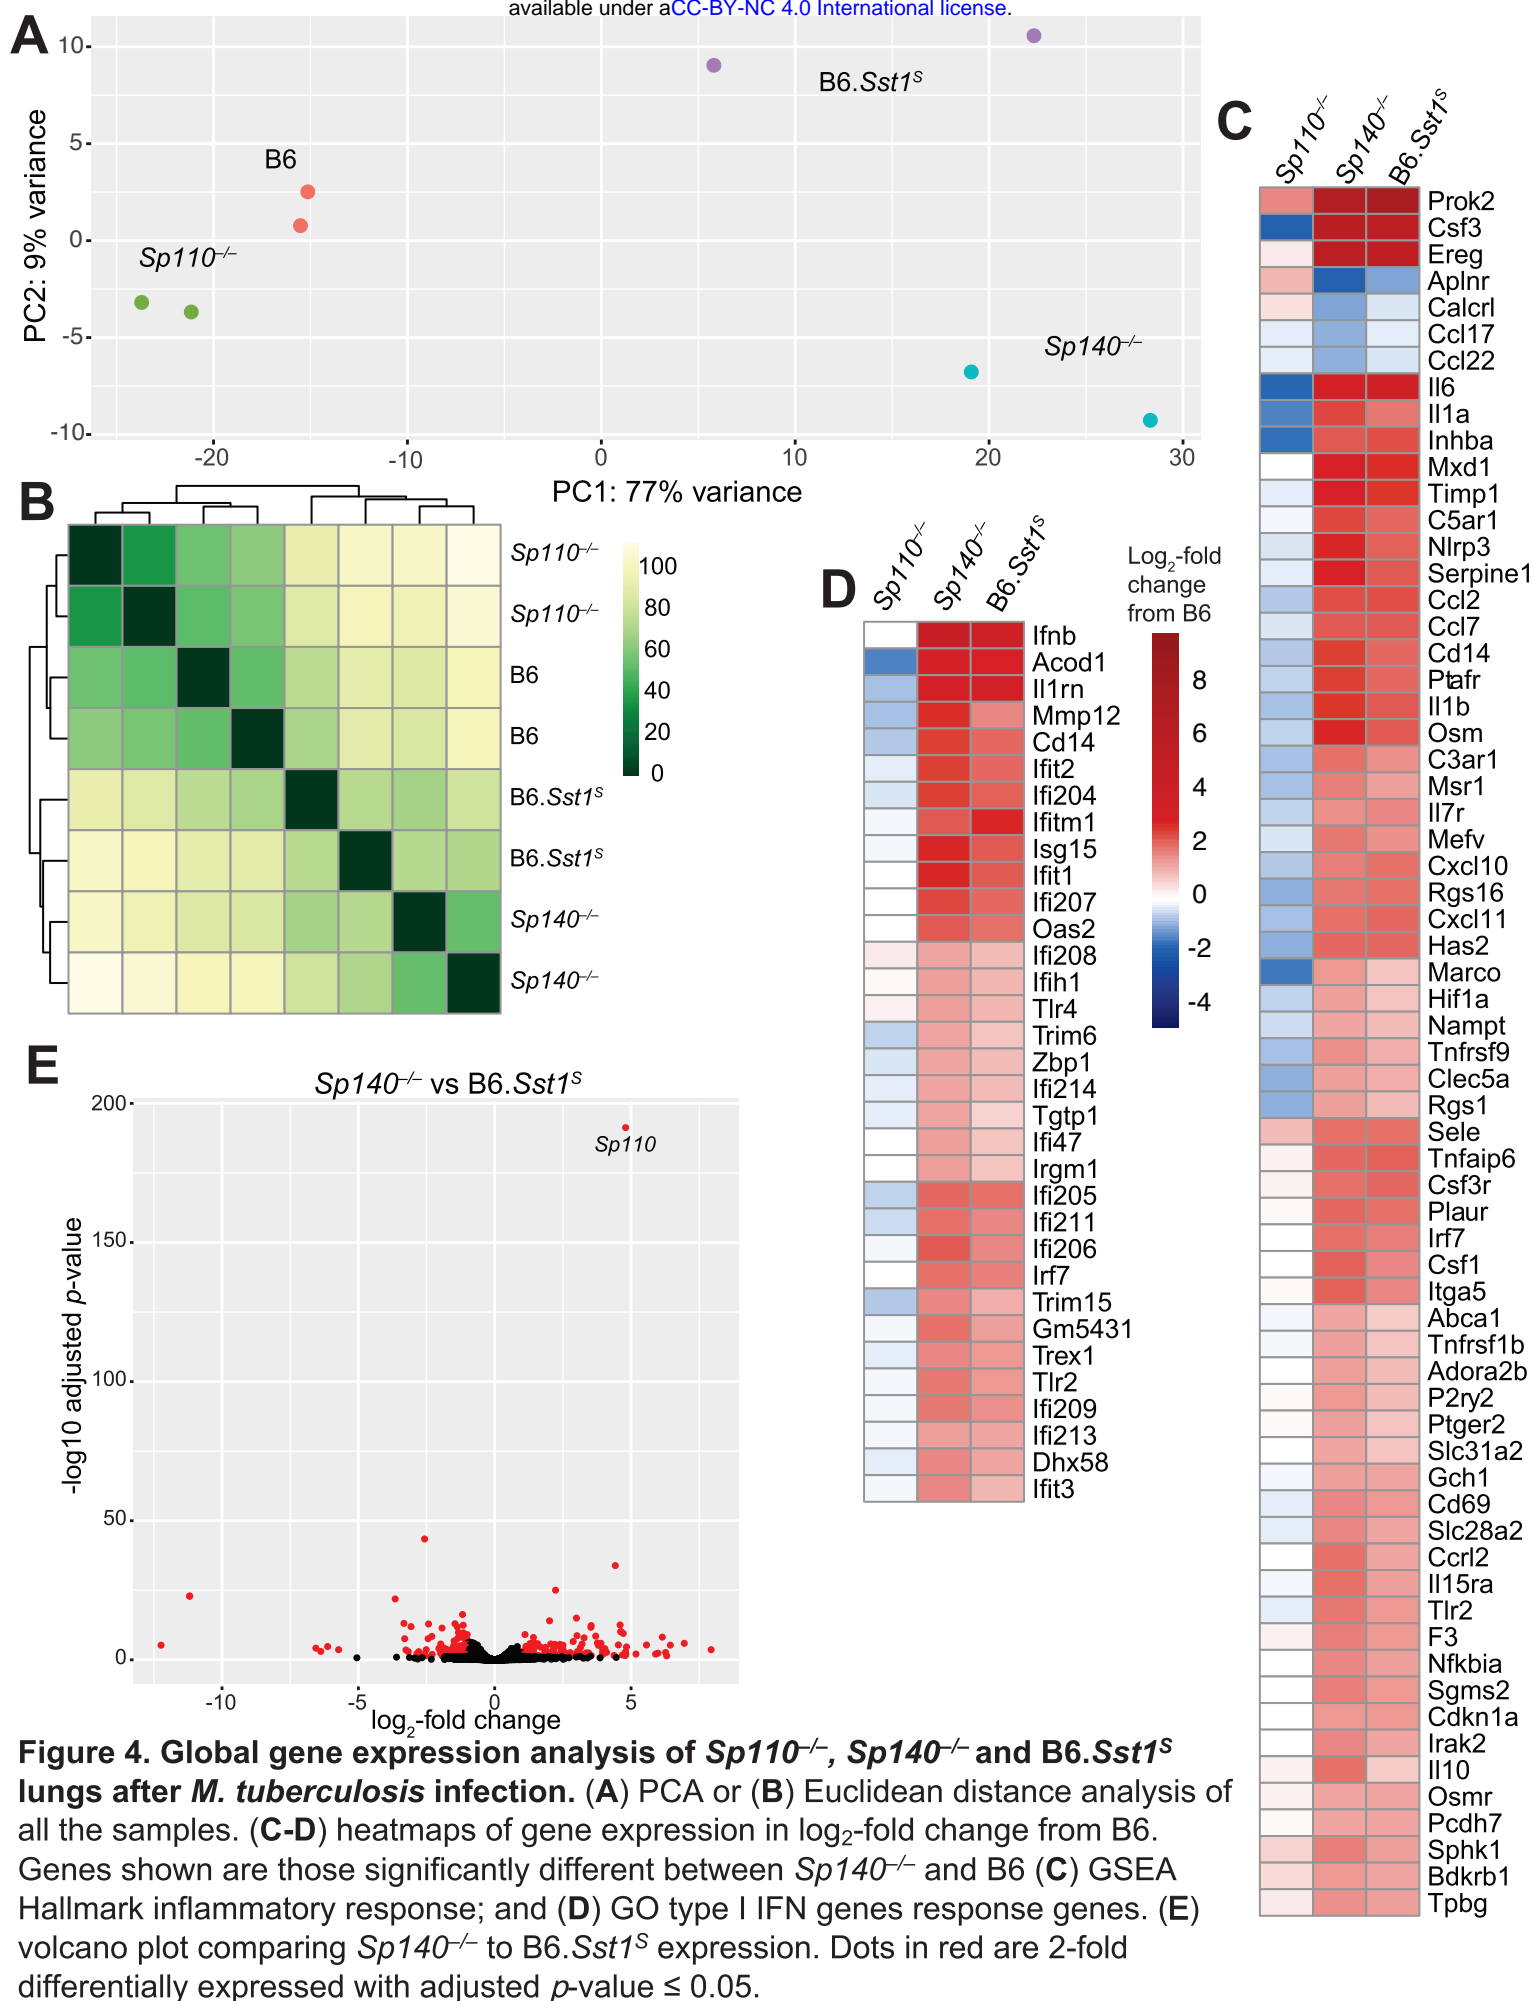 available under aCC-BY-NC 4.0 International license.
A
10
5
0
-5
-10
PC2: 9% variance
B6.Sst1S
B6
Sp110–/–
Sp140–/–
-20
-10
0
10
20
30
PC1: 77% variance
B
Sp110–/–
Sp110–/–
B6
B6
B6.Sst1S
B6.Sst1S
Sp140–/–
Sp140–/–
100
80
60
40
20
0
C
Sp110–/–
Sp140–/–
B6.Sst1S
Prok2
Csf3
Ereg
Aplnr
Calcrl
Ccl17
Ccl22
Il6
Il1a
Inhba
Mxd1
Timp1
C5ar1
Nlrp3
Serpine1
Ccl2
Ccl7
Cd14
Ptafr
Il1b
Osm
C3ar1
Msr1
Il7r
Mefv
Cxcl10
Rgs16
Cxcl11
Has2
Marco
Hif1a
Nampt
Tnfrsf9
Clec5a
Rgs1
Sele
Tnfaip6
Csf3r
Plaur
Irf7
Csf1
Itga5
Abca1
Tnfrsf1b
Adora2b
P2ry2
Ptger2
Slc31a2
Gch1
Cd69
Slc28a2
Ccrl2
Il15ra
Tlr2
F3
Nfkbia
Sgms2
Cdkn1a
Irak2
Il10
Osmr
Pcdh7
Sphk1
Bdkrb1
Tpbg
D
Sp110–/–
Sp140–/–
B6.Sst1S
Ifnb
Acod1
Il1rn
Mmp12
Cd14
Ifit2
Ifi204
Ifitm1
Isg15
Ifit1
Ifi207
Oas2
Ifi208
Ifih1
Tlr4
Trim6
Zbp1
Ifi214
Tgtp1
Ifi47
Irgm1
Ifi205
Ifi211
Ifi206
Irf7
Trim15
Gm5431
Trex1
Tlr2
Ifi209
Ifi213
Dhx58
Ifit3
Log2-fold
change
from B6
8
6
4
2
0
-2
-4
E
Sp140–/– vs B6.Sst1S
200
150
100
50
0
-log10 adjusted p-value
Sp110
-10
-5
0
5
log2-fold change
Figure 4. Global gene expression analysis of Sp110–/–, Sp140–/– and B6.Sst1S
lungs after M. tuberculosis infection. (A) PCA or (B) Euclidean distance analysis of
all the samples. (C-D) heatmaps of gene expression in log2-fold change from B6.
Genes shown are those significantly different between Sp140–/– and B6 (C) GSEA
Hallmark inflammatory response; and (D) GO type I IFN genes response genes. (E)
volcano plot comparing Sp140–/– to B6.Sst1S expression. Dots in red are 2-fold
differentially expressed with adjusted p-value ≤ 0.05.